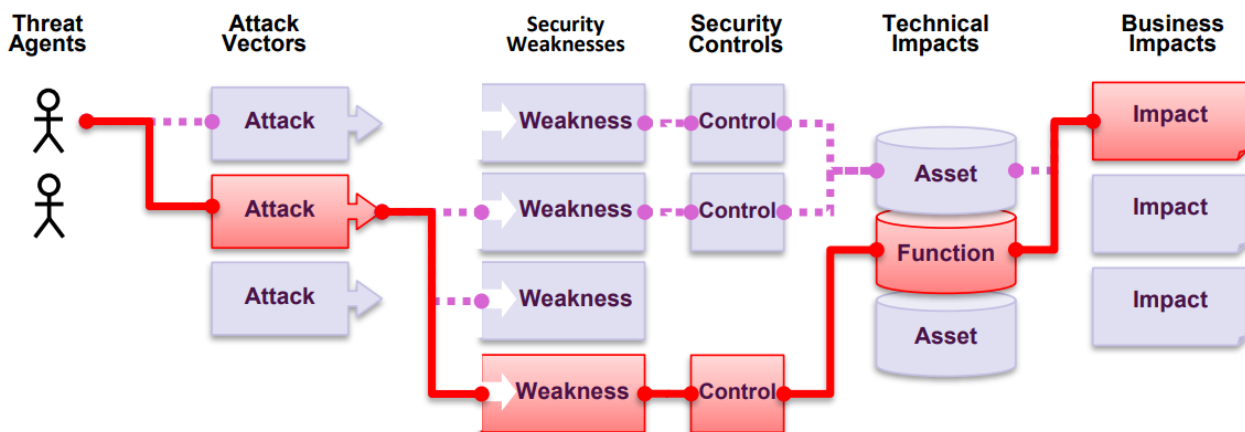 Threat
Agents
Attack
Vectors
Security
Weaknesses
Security
Controls
Technical
Impacts
Business
Impacts
Attack
Weakness
Control
Impact
Asset
Attack
Weakness
Control
Impact
Function
Attack
Weakness
Impact
Asset
Weakness
Control